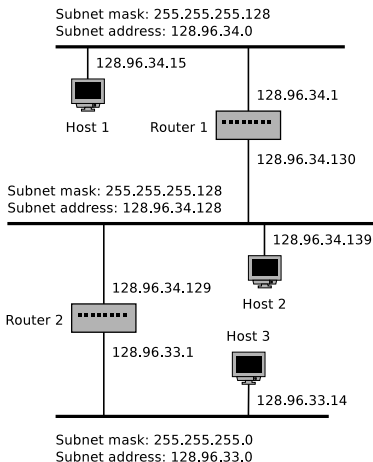 Subnet mask: 255.255.255.128
Subnet address: 128.96.34.0
128.96.34.15
128.96.34.1
Host 1
Router 1
128.96.34.130
Subnet mask: 255.255.255.128
Subnet address: 128.96.34.128
128.96.34.139
128.96.34.129
Host 2
Router 2
Host 3
128.96.33.1
128.96.33.14
Subnet mask: 255.255.255.0
Subnet address: 128.96.33.0